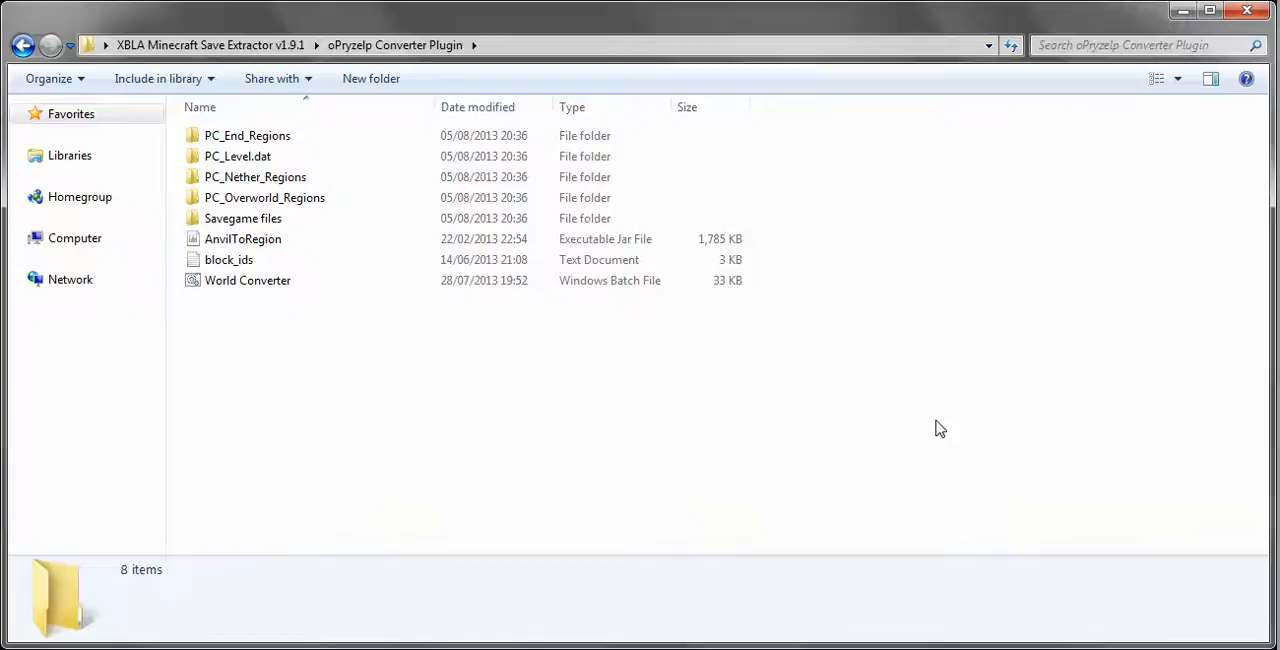 XBLA Minecraft Save Extractor v1.9.1 oPryzelp Converter Plugin
Search oPryzelp Converter Plugin
Organize Include in library Share with New folder
Name Date modified Type Size
Favorites
Libraries
Homegroup
Computer
Network
PC_End_Regions 05/08/2013 20:36 File folder
PC_Level.dat 05/08/2013 20:36 File folder
PC_Nether_Regions 05/08/2013 20:36 File folder
PC_Overworld_Regions 05/08/2013 20:36 File folder
Savegame files 05/08/2013 20:36 File folder
AnvilToRegion 22/02/2013 22:54 Executable Jar File 1,785 KB
block_ids 14/06/2013 21:08 Text Document 3 KB
World Converter 28/07/2013 19:52 Windows Batch File 33 KB
8 items